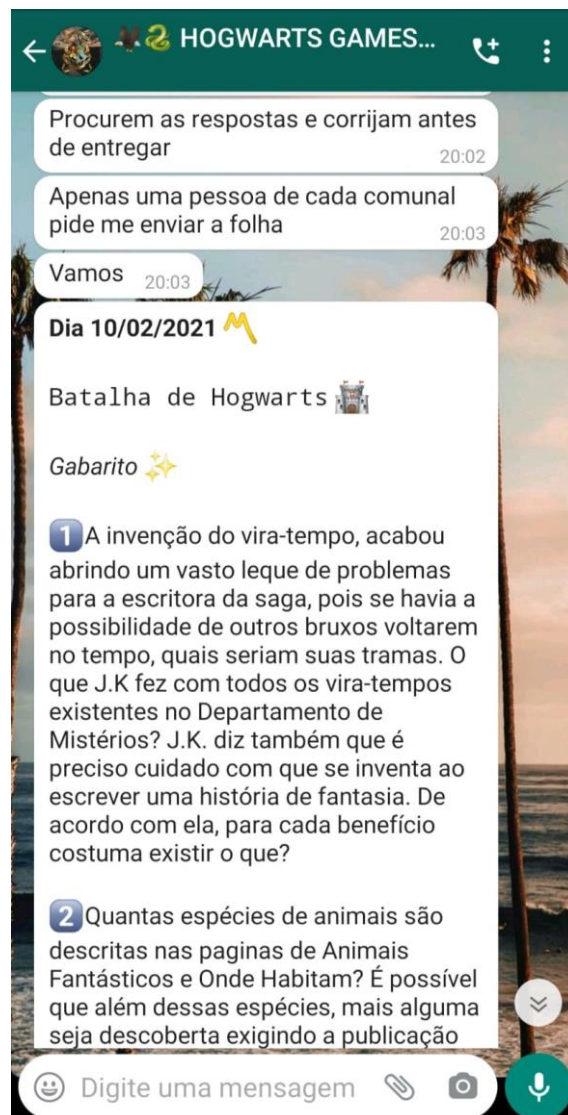 HOGWARTS GAMES...
Procurem as respostas e corrijam antes
de entregar
20:02
Apenas uma pessoa de cada comunal
pide me enviar a folha
20:03
Vamos 20:03
Dia 10/02/2021
Batalha de Hogwarts
Gabarito
1 A invenção do vira-tempo, acabou
abrindo um vasto leque de problemas
para a escritora da saga, pois se havia a
possibilidade de outros bruxos voltarem
no tempo, quais seriam suas tramas. O
que J.K fez com todos os vira-tempos
existentes no Departamento de
Mistérios? J.K. diz também que é
preciso cuidado com que se inventa ao
escrever uma história de fantasia. De
acordo com ela, para cada benefício
costuma existir o que?
2 Quantas espécies de animais são
descritas nas paginas de Animais
Fantásticos e Onde Habitam? É possível
que além dessas espécies, mais alguma
seja descoberta exigindo a publicação
Digite uma mensagem